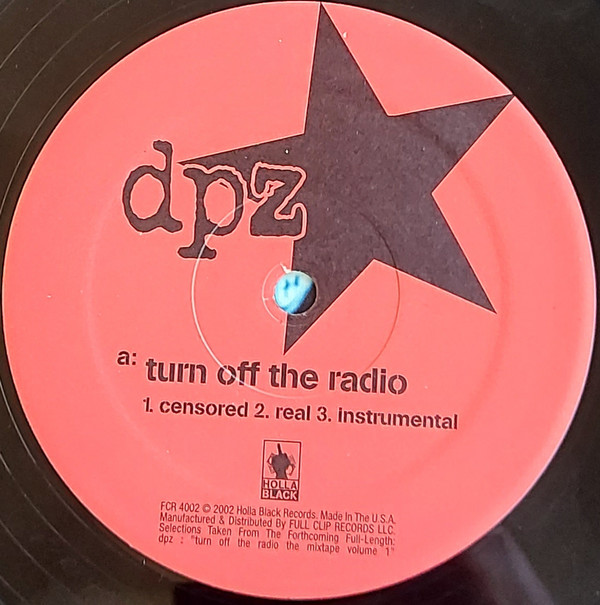 dpz
a: turn off the radio
1. censored 2. real 3. instrumental
HOLLA
BLACK
FCR 4002 © 2002 Holla Black Records. Made In The U.S.A.
Manufactured & Distributed By FULL CLIP RECORDS LLC.
Selections Taken From The Forthcoming Full-Length:
dpz : "turn off the radio the mixtape volume 1"